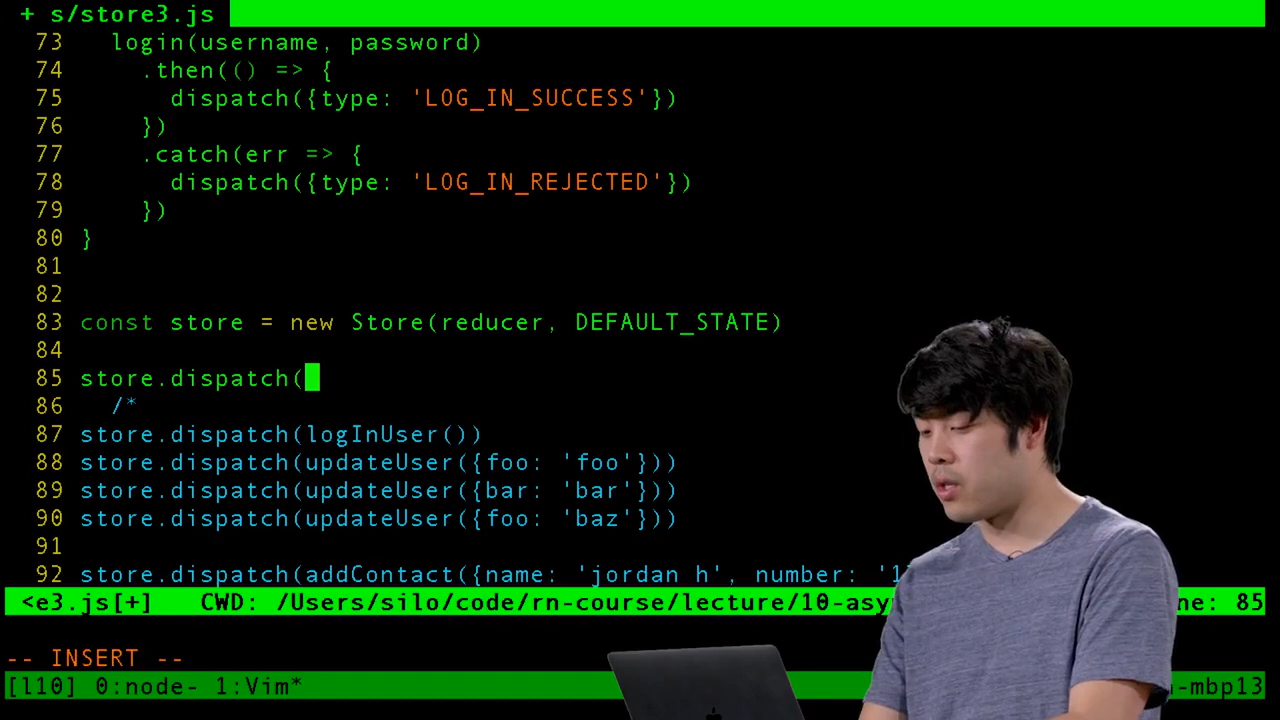 + s/store3.js
73 login(username, password)
74 .then(() => {
75 dispatch({type: 'LOG_IN_SUCCESS'})
76 })
77 .catch(err => {
78 dispatch({type: 'LOG_IN_REJECTED'})
79 })
80 }
81
82
83 const store = new Store(reducer, DEFAULT_STATE)
84
85 store.dispatch(
86 /*
87 store.dispatch(logInUser())
88 store.dispatch(updateUser({foo: 'foo'}))
89 store.dispatch(updateUser({bar: 'bar'}))
90 store.dispatch(updateUser({foo: 'baz'}))
91
92 store.dispatch(addContact({name: 'jordan h', number:
<e3.js[+] CWD: /Users/silo/code/rn-course/lecture/10-asy ne: 85
-- INSERT --
[l10] 0:node- 1:Vim* -mbp13